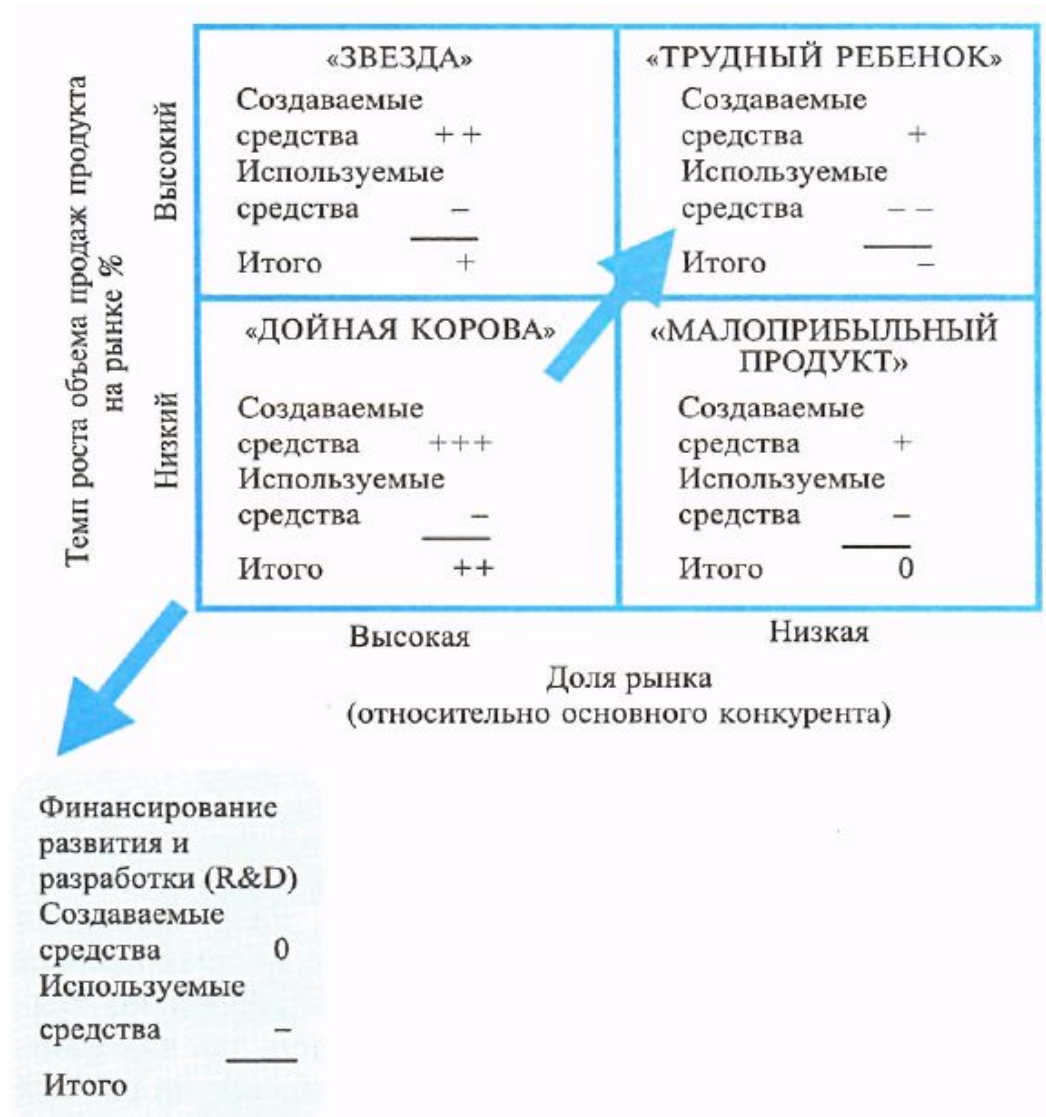 Темп роста объема продаж продукта
на рынке %
Высокий
Низкий
«ЗВЕЗДА»
Создаваемые
средства ++
Используемые
средства –
Итого +
«ТРУДНЫЙ РЕБЕНОК»
Создаваемые
средства +
Используемые
средства – –
Итого –
«ДОЙНАЯ КОРОВА»
Создаваемые
средства +++
Используемые
средства –
Итого ++
«МАЛОПРИБЫЛЬНЫЙ
ПРОДУКТ»
Создаваемые
средства +
Используемые
средства –
Итого 0
Высокая
Низкая
Доля рынка
(относительно основного конкурента)
Финансирование
развития и
разработки (R&D)
Создаваемые
средства 0
Используемые
средства –
Итого